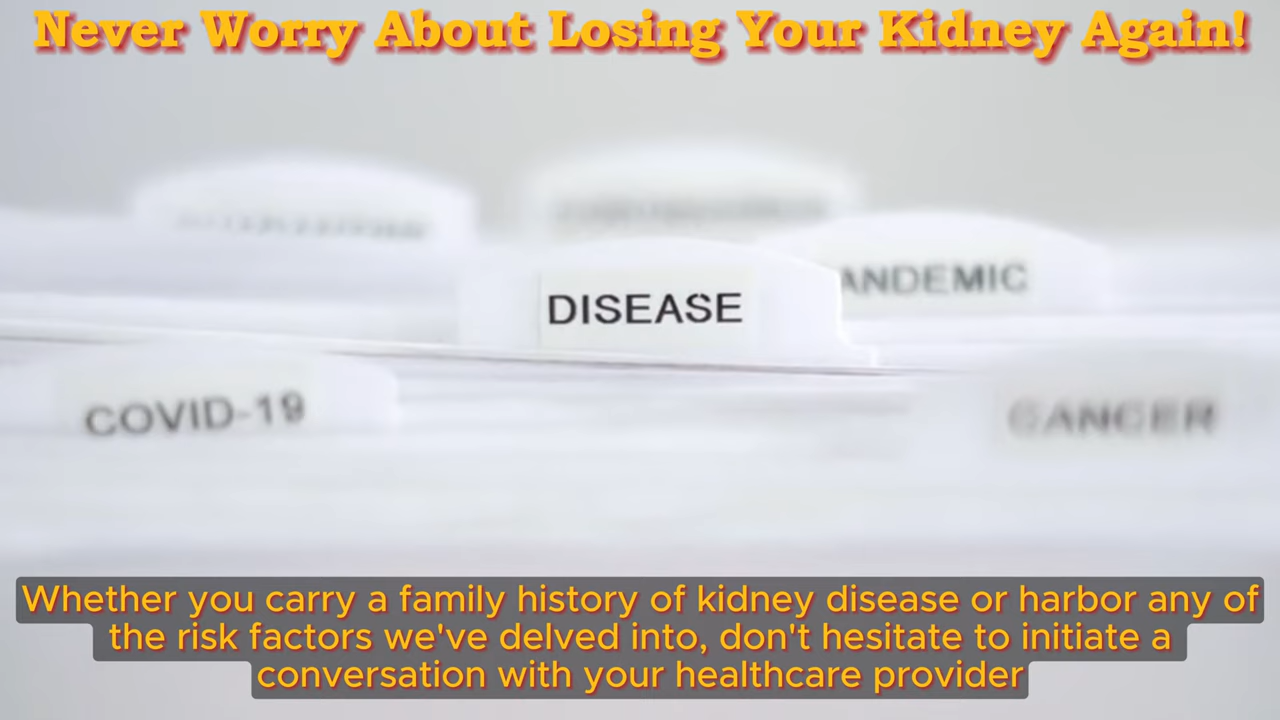 Never Worry About Losing Your Kidney Again!
ANDEMIC
DISEASE
COVID-19
CANCER
Whether you carry a family history of kidney disease or harbor any of
the risk factors we've delved into, don't hesitate to initiate a
conversation with your healthcare provider